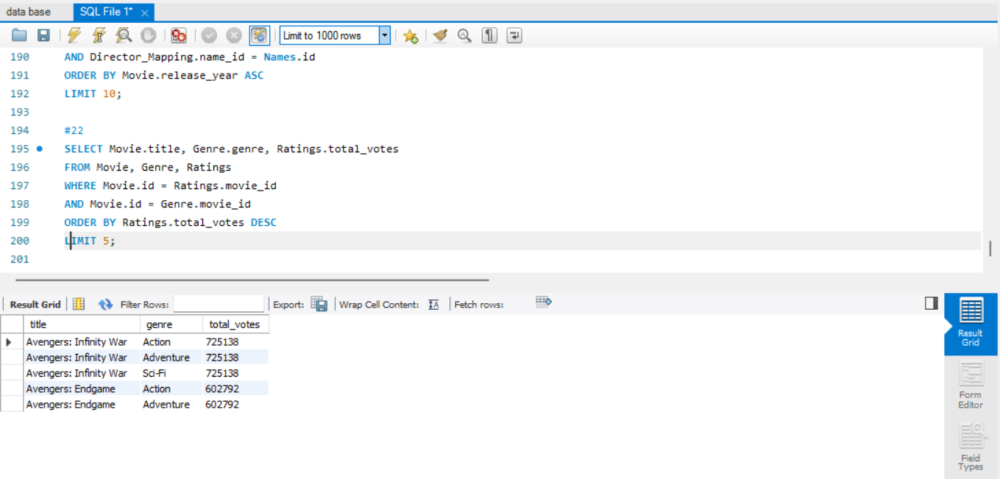 data base SQL File 1* ×
Limit to 1000 rows
190 AND Director_Mapping.name_id = Names.id
191 ORDER BY Movie.release_year ASC
192 LIMIT 10;
193
194 #22
195 SELECT Movie.title, Genre.genre, Ratings.total_votes
196 FROM Movie, Genre, Ratings
197 WHERE Movie.id = Ratings.movie_id
198 AND Movie.id = Genre.movie_id
199 ORDER BY Ratings.total_votes DESC
200 LIMIT 5;
201
Result Grid Filter Rows: Export: Wrap Cell Content: Fetch rows:
title genre total_votes
Avengers: Infinity War Action 725138
Avengers: Infinity War Adventure 725138
Avengers: Infinity War Sci-Fi 725138
Avengers: Endgame Action 602792
Avengers: Endgame Adventure 602792
Result
Grid
Form
Editor
Field
Types